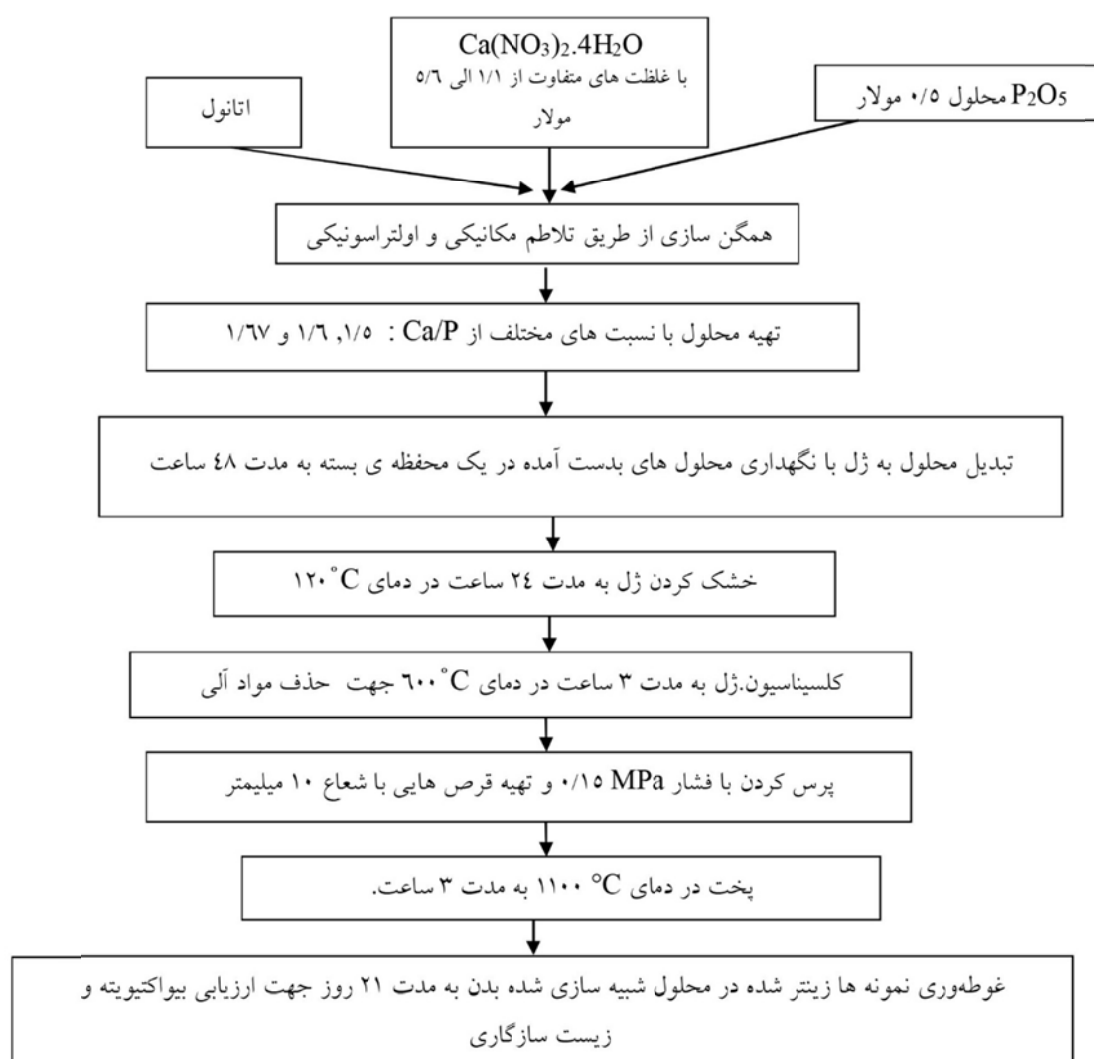 Ca(NO₃)₂.4H₂O
با غلظت های متفاوت از ۱/۱ الی ۵/۶
مولار
P₂O₅ محلول ۰/۵ مولار
اتانول
همگن سازی از طریق تلاطم مکانیکی و اولتراسونیکی
تهیه محلول با نسبت های مختلف از Ca/P : ۱/۵, ۱/۶ و ۱/۶۷
تبدیل محلول به ژل با نگهداری محلول های بدست آمده در یک محفظه ی بسته به مدت ٤۸ ساعت
خشک کردن ژل به مدت ۲٤ ساعت در دمای ۱۲۰˚C
کلسیناسیون.ژل به مدت ۳ ساعت در دمای ۶۰۰˚C جهت حذف مواد آلی
پرس کردن با فشار ۰/۱۵ MPa و تهیه قرص هایی با شعاع ۱۰ میلیمتر
پخت در دمای ۱۱۰۰ °C به مدت ۳ ساعت.
غوطه‌وری نمونه ها زینتر شده در محلول شبیه سازی شده بدن به مدت ۲۱ روز جهت ارزیابی بیواکتیویته و
زیست سازگاری